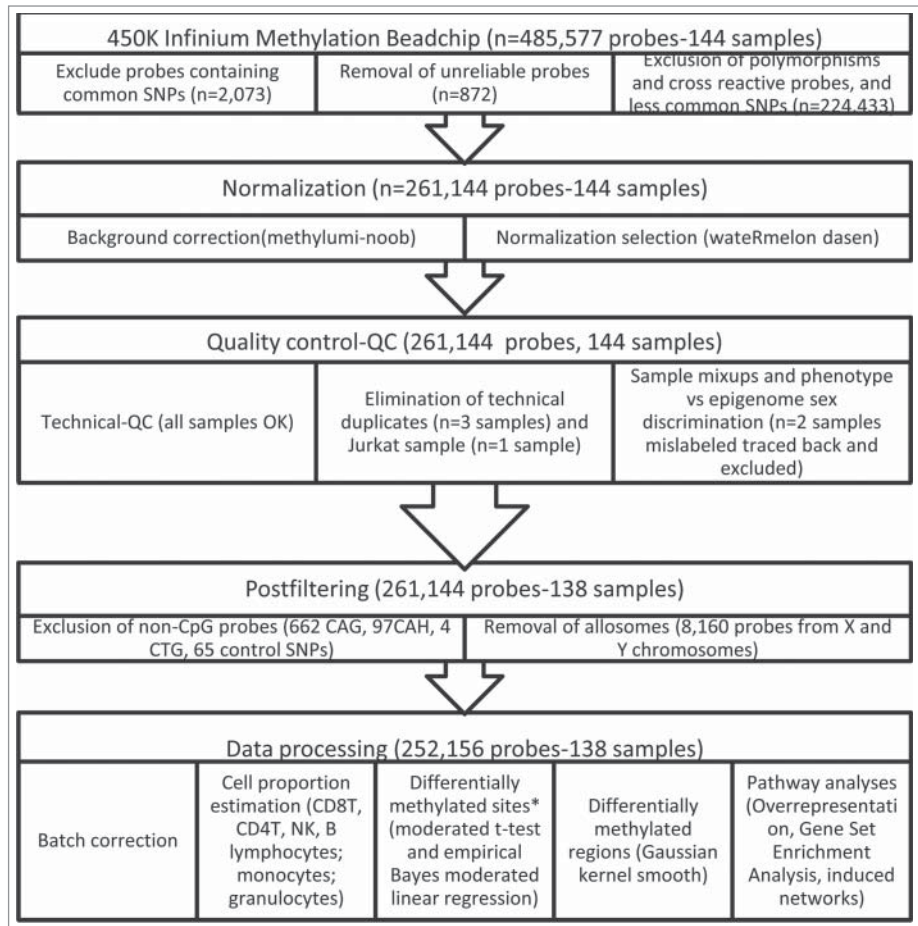 450K Infinium Methylation Beadchip (n=485,577 probes-144 samples)
Exclude probes containing
common SNPs (n=2,073)
Removal of unreliable probes
(n=872)
Exclusion of polymorphisms
and cross reactive probes, and
less common SNPs (n=224,433)
Normalization (n=261,144 probes-144 samples)
Background correction(methylumi-noob)
Normalization selection (wateRmelon dasen)
Quality control-QC (261,144 probes, 144 samples)
Technical-QC (all samples OK)
Elimination of technical
duplicates (n=3 samples) and
Jurkat sample (n=1 sample)
Sample mixups and phenotype
vs epigenome sex
discrimination (n=2 samples
mislabeled traced back and
excluded)
Postfiltering (261,144 probes-138 samples)
Exclusion of non-CpG probes (662 CAG, 97CAH, 4
CTG, 65 control SNPs)
Removal of allosomes (8,160 probes from X and
Y chromosomes)
Data processing (252,156 probes-138 samples)
Batch correction
Cell proportion
estimation (CD8T,
CD4T, NK, B
lymphocytes;
monocytes;
granulocytes)
Differentially
methylated sites*
(moderated t-test
and empirical
Bayes moderated
linear regression)
Differentially
methylated
regions (Gaussian
kernel smooth)
Pathway analyses
(Overrepresentati
on, Gene Set
Enrichment
Analysis, induced
networks)